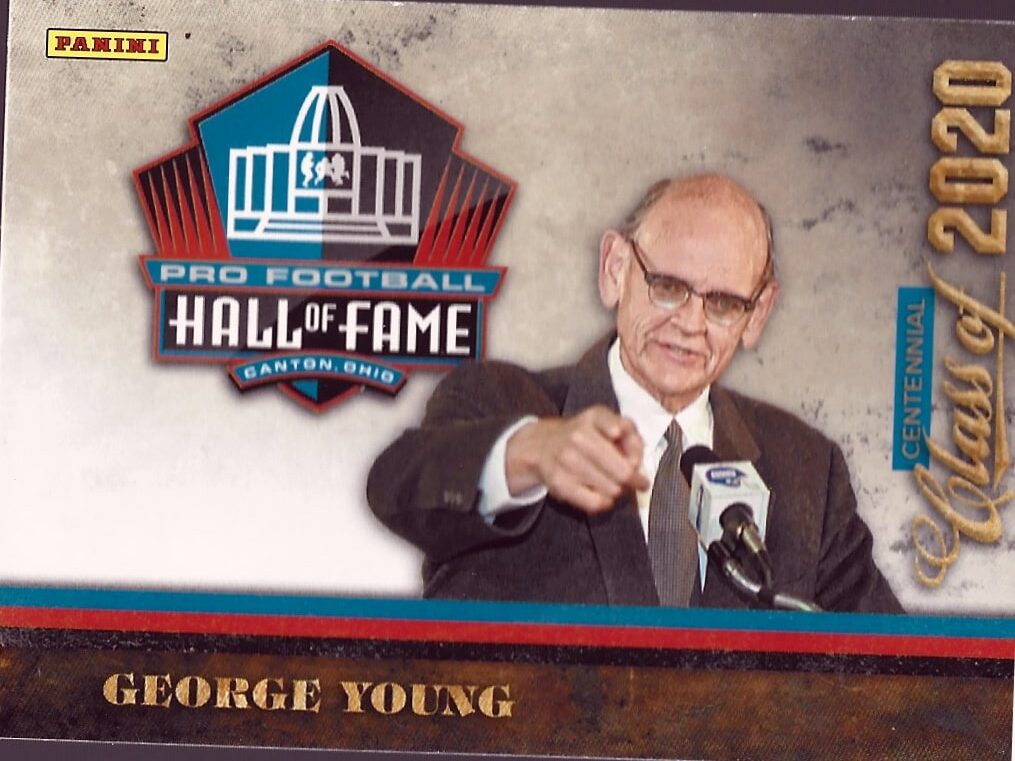 PANINI
PRO FOOTBALL
HALL OF FAME
CANTON, OHIO
CENTENNIAL
Class of 2020
GEORGE YOUNG